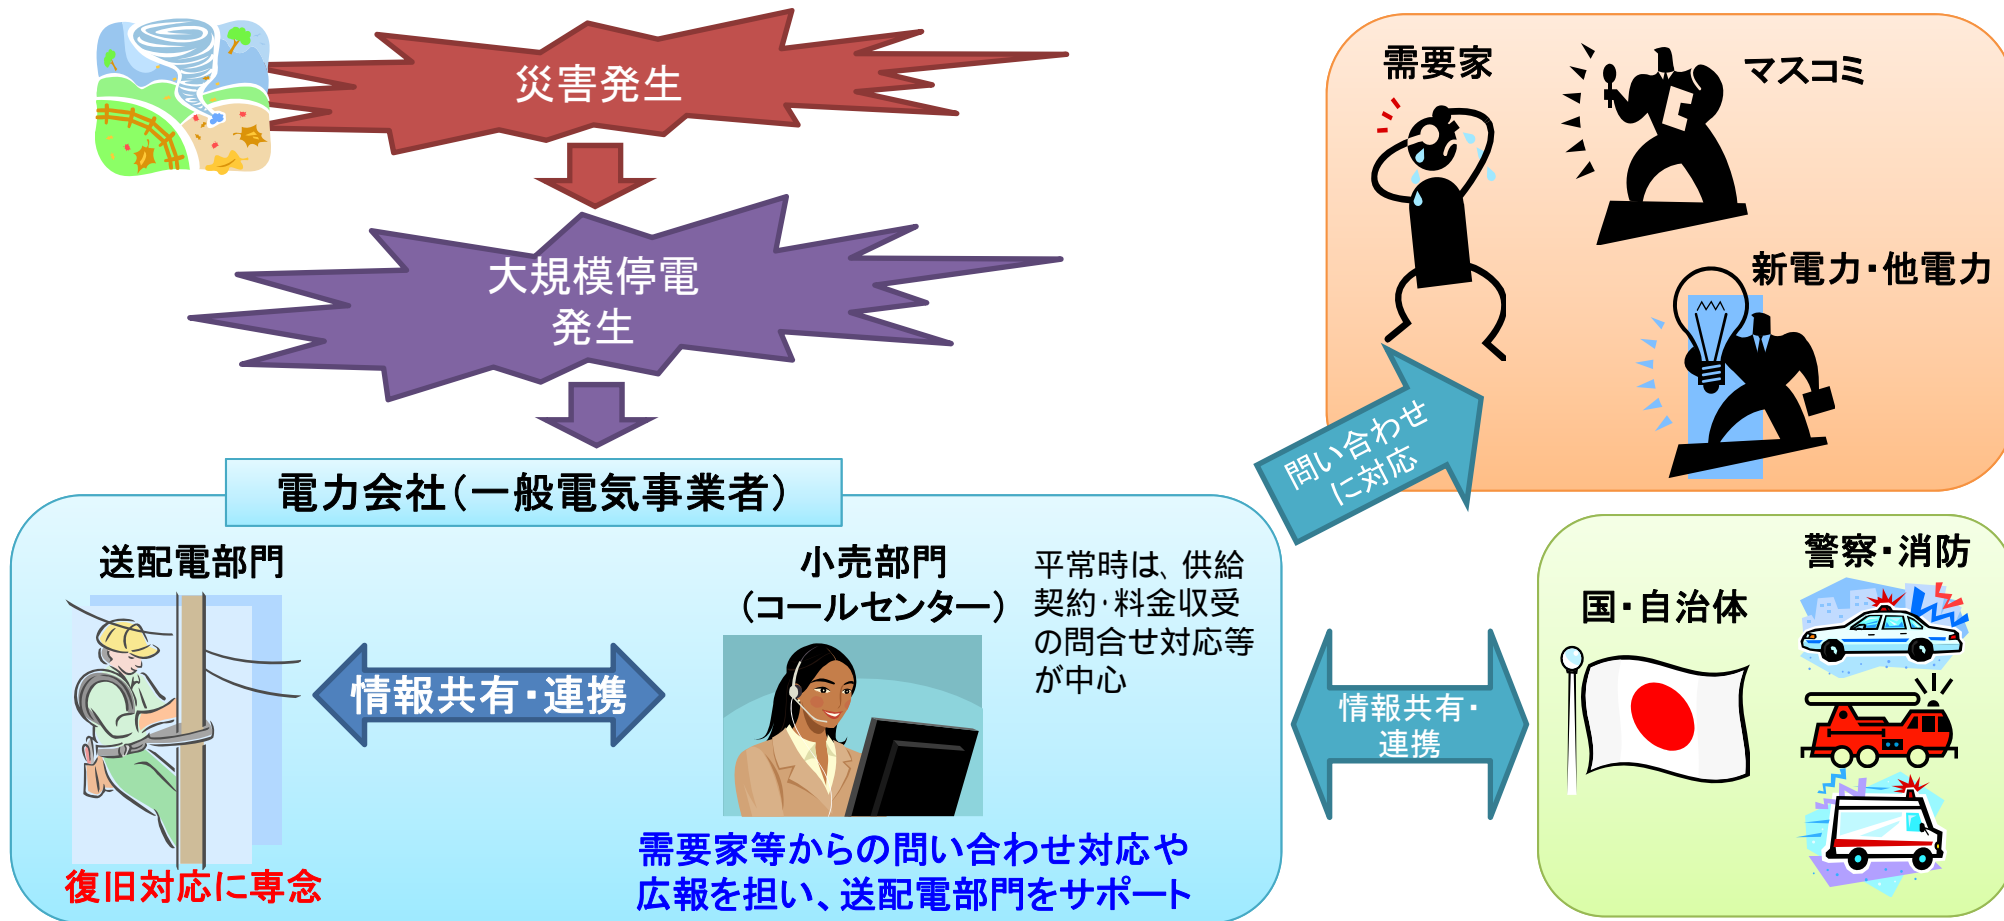 災害発生
大規模停電
発生
電力会社（一般電気事業者）
送配電部門
情報共有・連携
復旧対応に専念
小売部門
（コールセンター）
平常時は、供給
契約・料金収受
の問合せ対応等
が中心
需要家等からの問い合わせ対応や
広報を担い、送配電部門をサポート
問い合わせ
に対応
需要家
マスコミ
新電力・他電力
情報共有・
連携
国・自治体
警察・消防